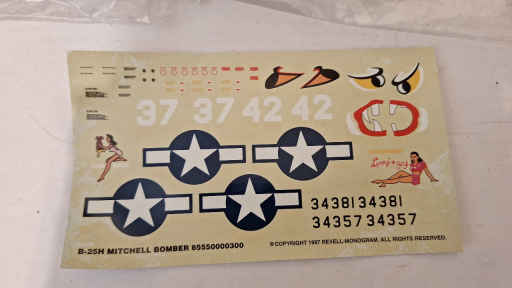 37 37 42 42
34381 34381
34357 34357
B-25H MITCHELL BOMBER 85550000300
© COPYRIGHT 1997 REVELL-MONOGRAM. ALL RIGHTS RESERVED.